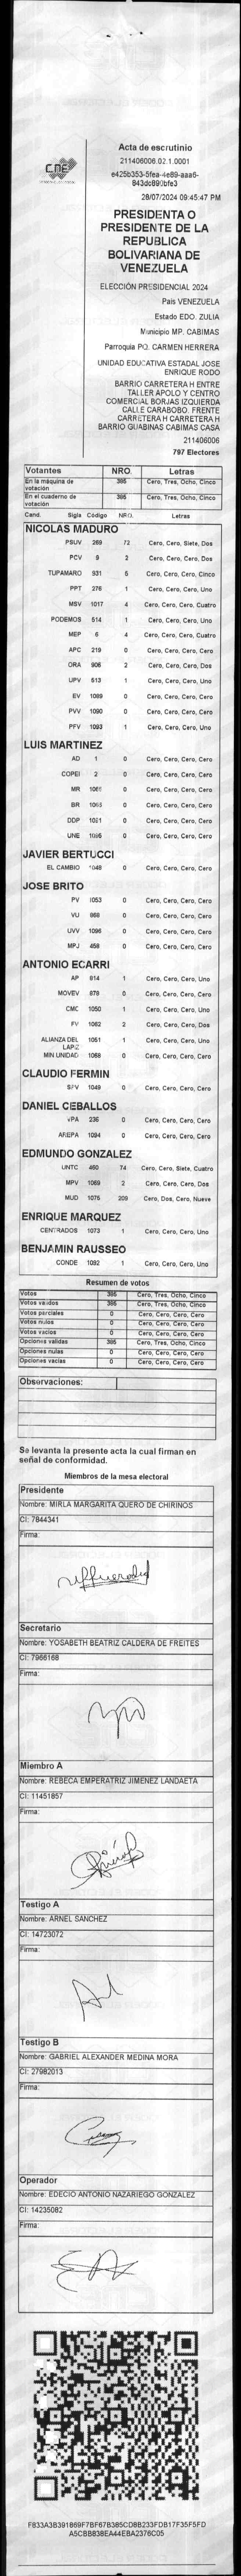 CNE
Acta de escrutinio
211406006.02.1.0001
28/07/2024 09:45:47 PM
PRESIDENTA O
PRESIDENTE DE LA
REPUBLICA
BOLIVARIANA DE
VENEZUELA
ELECCIÓN PRESIDENCIAL 2024
País VENEZUELA
Estado EDO. ZULIA
Municipio MP. CABIMAS
Parroquia PQ. CARMEN HERRERA
UNIDAD EDUCATIVA ESTADAL JOSE
ENRIQUE RODO
BARRIO CARRETERA H ENTRE
TALLER APOLO Y CENTRO
COMERCIAL BORJAS IZQUIERDA
CALLE CARABOBO. FRENTE
CARRETERA H CARRETERA H
BARRIO GUABINAS CABIMAS CASA
211406006
797 Electores
Votantes NRO. Letras
En la máquina de votación 385 Cero, Tres, Ocho, Cinco
En el cuaderno de votación 385 Cero, Tres, Ocho, Cinco
Cand. Sigla Código NRO. Letras
NICOLAS MADURO
PSUV 269 72 Cero, Cero, Siete, Dos
PCV 9 2 Cero, Cero, Cero, Dos
TUPAMARO 931 5 Cero, Cero, Cero, Cinco
PPT 276 1 Cero, Cero, Cero, Uno
MSV 1017 4 Cero, Cero, Cero, Cuatro
PODEMOS 514 1 Cero, Cero, Cero, Uno
MEP 6 4 Cero, Cero, Cero, Cuatro
APC 219 0 Cero, Cero, Cero, Cero
ORA 906 2 Cero, Cero, Cero, Dos
UPV 513 1 Cero, Cero, Cero, Uno
EV 1089 0 Cero, Cero, Cero, Cero
PVV 1090 0 Cero, Cero, Cero, Cero
PFV 1093 1 Cero, Cero, Cero, Uno
LUIS MARTINEZ
AD 1 0 Cero, Cero, Cero, Cero
COPEI 2 0 Cero, Cero, Cero, Cero
MR 0 Cero, Cero, Cero, Cero
BR 0 Cero, Cero, Cero, Cero
DDP 1091 0 Cero, Cero, Cero, Cero
UNE 1095 0 Cero, Cero, Cero, Cero
JAVIER BERTUCCI
EL CAMBIO 1048 0 Cero, Cero, Cero, Cero
JOSE BRITO
PV 1053 0 Cero, Cero, Cero, Cero
VU 968 0 Cero, Cero, Cero, Cero
UVV 1096 0 Cero, Cero, Cero, Cero
MPJ 458 0 Cero, Cero, Cero, Cero
ANTONIO ECARRI
AP 914 1 Cero, Cero, Cero, Uno
MOVEV 979 0 Cero, Cero, Cero, Cero
CMC 1050 1 Cero, Cero, Cero, Uno
FV 1062 2 Cero, Cero, Cero, Dos
ALIANZA DEL LAPIZ 1051 1 Cero, Cero, Cero, Uno
MIN UNIDAD 1068 0 Cero, Cero, Cero, Cero
CLAUDIO FERMIN
SPV 1049 0 Cero, Cero, Cero, Cero
DANIEL CEBALLOS
VPA 236 0 Cero, Cero, Cero, Cero
AREPA 1094 0 Cero, Cero, Cero, Cero
EDMUNDO GONZALEZ
UNTC 460 74 Cero, Cero, Siete, Cuatro
MPV 1069 2 Cero, Cero, Cero, Dos
MUD 1075 209 Cero, Dos, Cero, Nueve
ENRIQUE MARQUEZ
CENTRADOS 1073 1 Cero, Cero, Cero, Uno
BENJAMIN RAUSSEO
CONDE 1092 1 Cero, Cero, Cero, Uno
Resumen de votos
Votos 385 Cero, Tres, Ocho, Cinco
Votos validos 385 Cero, Tres, Ocho, Cinco
Votos parciales 0 Cero, Cero, Cero, Cero
Votos nulos 0 Cero, Cero, Cero, Cero
Votos vacios 0 Cero, Cero, Cero, Cero
Opciones validas 385 Cero, Tres, Ocho, Cinco
Opciones nulas 0 Cero, Cero, Cero, Cero
Opciones vacias 0 Cero, Cero, Cero, Cero
Observaciones:
Se levanta la presente acta la cual firman en
señal de conformidad.
Miembros de la mesa electoral
Presidente
Nombre: MIRLA MARGARITA QUERO DE CHIRINOS
CI: 7844341
Firma:
Secretario
Nombre: YOSABETH BEATRIZ CALDERA DE FREITES
CI: 7966168
Firma:
Miembro A
Nombre: REBECA EMPERATRIZ JIMENEZ LANDAETA
CI: 11451857
Firma:
Testigo A
Nombre: ARNEL SANCHEZ
CI: 14723072
Firma:
Testigo B
Nombre: GABRIEL ALEXANDER MEDINA MORA
CI: 27982013
Firma:
Operador
Nombre: EDECIO ANTONIO NAZARIEGO GONZALEZ
CI: 14235082
Firma:
F833A3B391869F7BF67B385CD8B233FDB17F35F5FD
A5CBB838EA44EBA2376C05